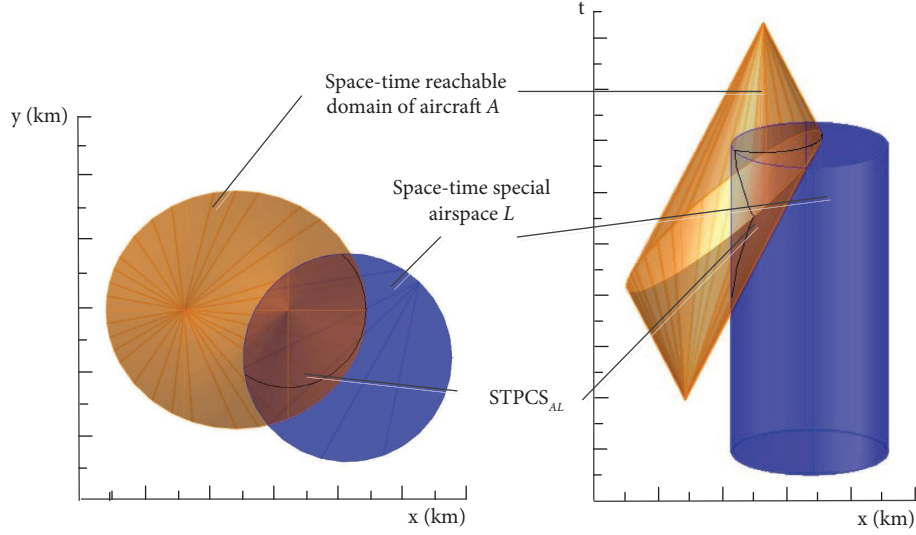 t
Space-time reachable
domain of aircraft A
y (km)
Space-time special
airspace L
STPCS_AL
x (km)
x (km)